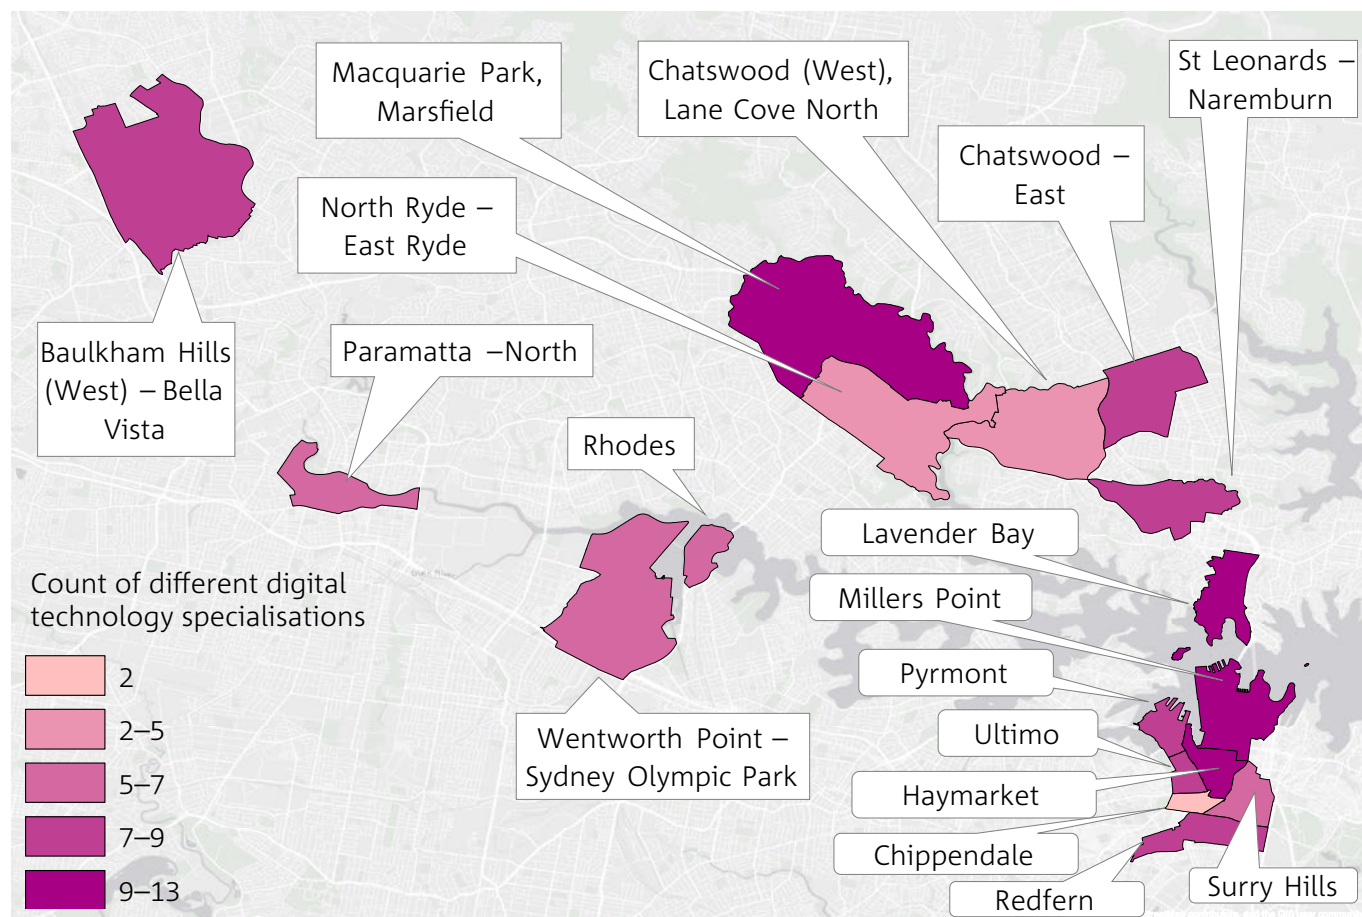 Macquarie Park,
Marsfield
Chatswood (West),
Lane Cove North
St Leonards –
Naremburn
Chatswood –
East
North Ryde –
East Ryde
Baulkham Hills
(West) – Bella
Vista
Paramatta –North
Rhodes
Lavender Bay
Millers Point
Pyrmont
Ultimo
Haymarket
Chippendale
Redfern
Surry Hills
Wentworth Point –
Sydney Olympic Park
Count of different digital
technology specialisations
2
2–5
5–7
7–9
9–13